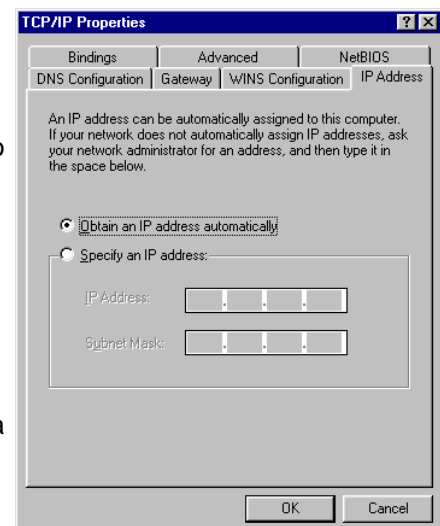 TCP/IP Properties
Bindings Advanced NetBIOS
DNS Configuration Gateway WINS Configuration IP Address
An IP address can be automatically assigned to this computer.
If your network does not automatically assign IP addresses, ask
your network administrator for an address, and then type it in
the space below.
Obtain an IP address automatically
Specify an IP address:
IP Address:
Subnet Mask:
OK Cancel